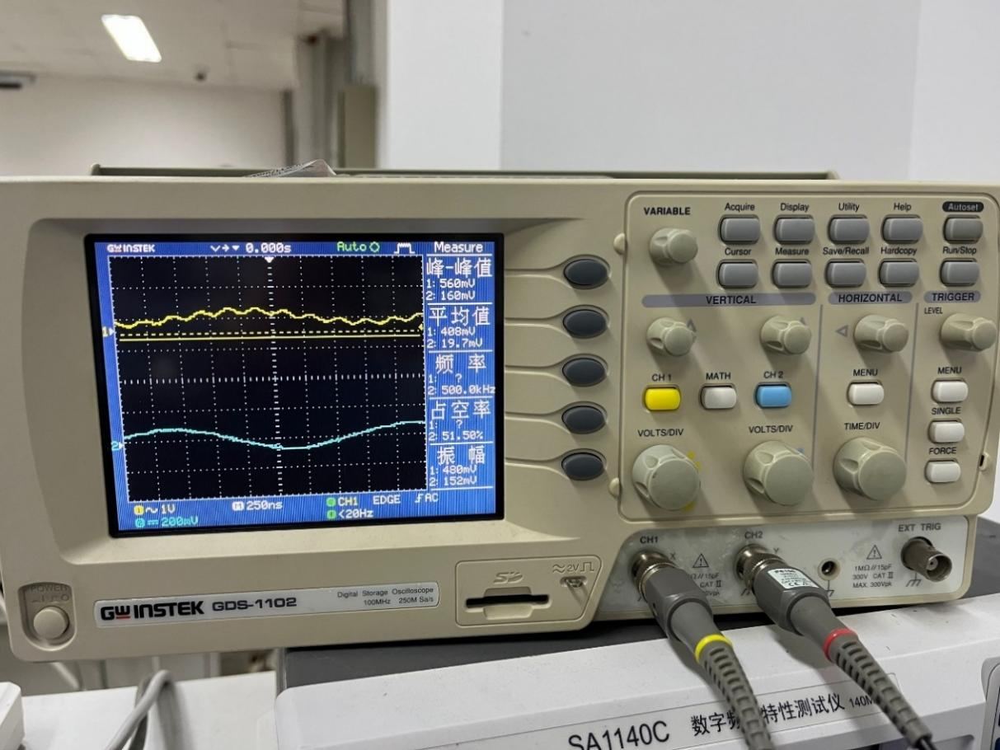 GWINSTEK 0.000s Auto Measure
峰-峰值
1: 560mV
2: 160mV
平均值
1: 408mV
2: 19.7mV
频 率
1: ?
2: 500.0kHz
占空率
1: ?
2: 51.50%
振 幅
1: 480mV
2: 152mV
1
2
1 1V M 250ns CH1 EDGE AC
2 200mV <20Hz
VARIABLE
Acquire Display Utility Help Autoset
Cursor Measure Save/Recall Hardcopy Run/Stop
VERTICAL HORIZONTAL TRIGGER
LEVEL
CH 1 MATH CH 2 MENU MENU
SINGLE
VOLTS/DIV VOLTS/DIV TIME/DIV
FORCE
CH1 CH2 EXT TRIG
X Y
1MΩ//15pF
300V CAT II
MAX. 300Vpk
SD
≈2V
POWER
GWINSTEK GDS-1102
Digital Storage Oscilloscope
100MHz 250M Sa/s
SA1140C 数字频 特性测试仪 140M